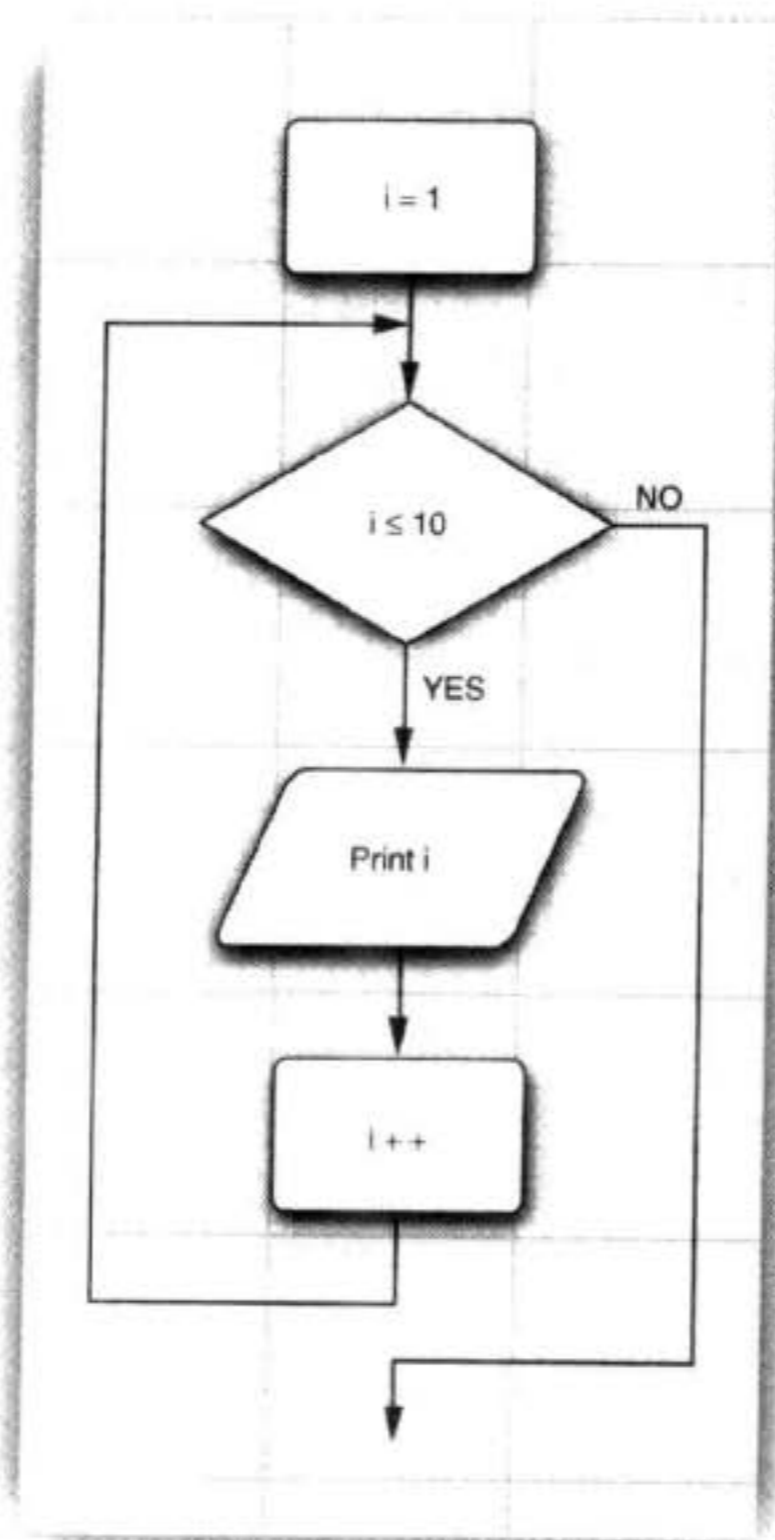 i = 1
i ≤ 10
NO
YES
Print i
i + +